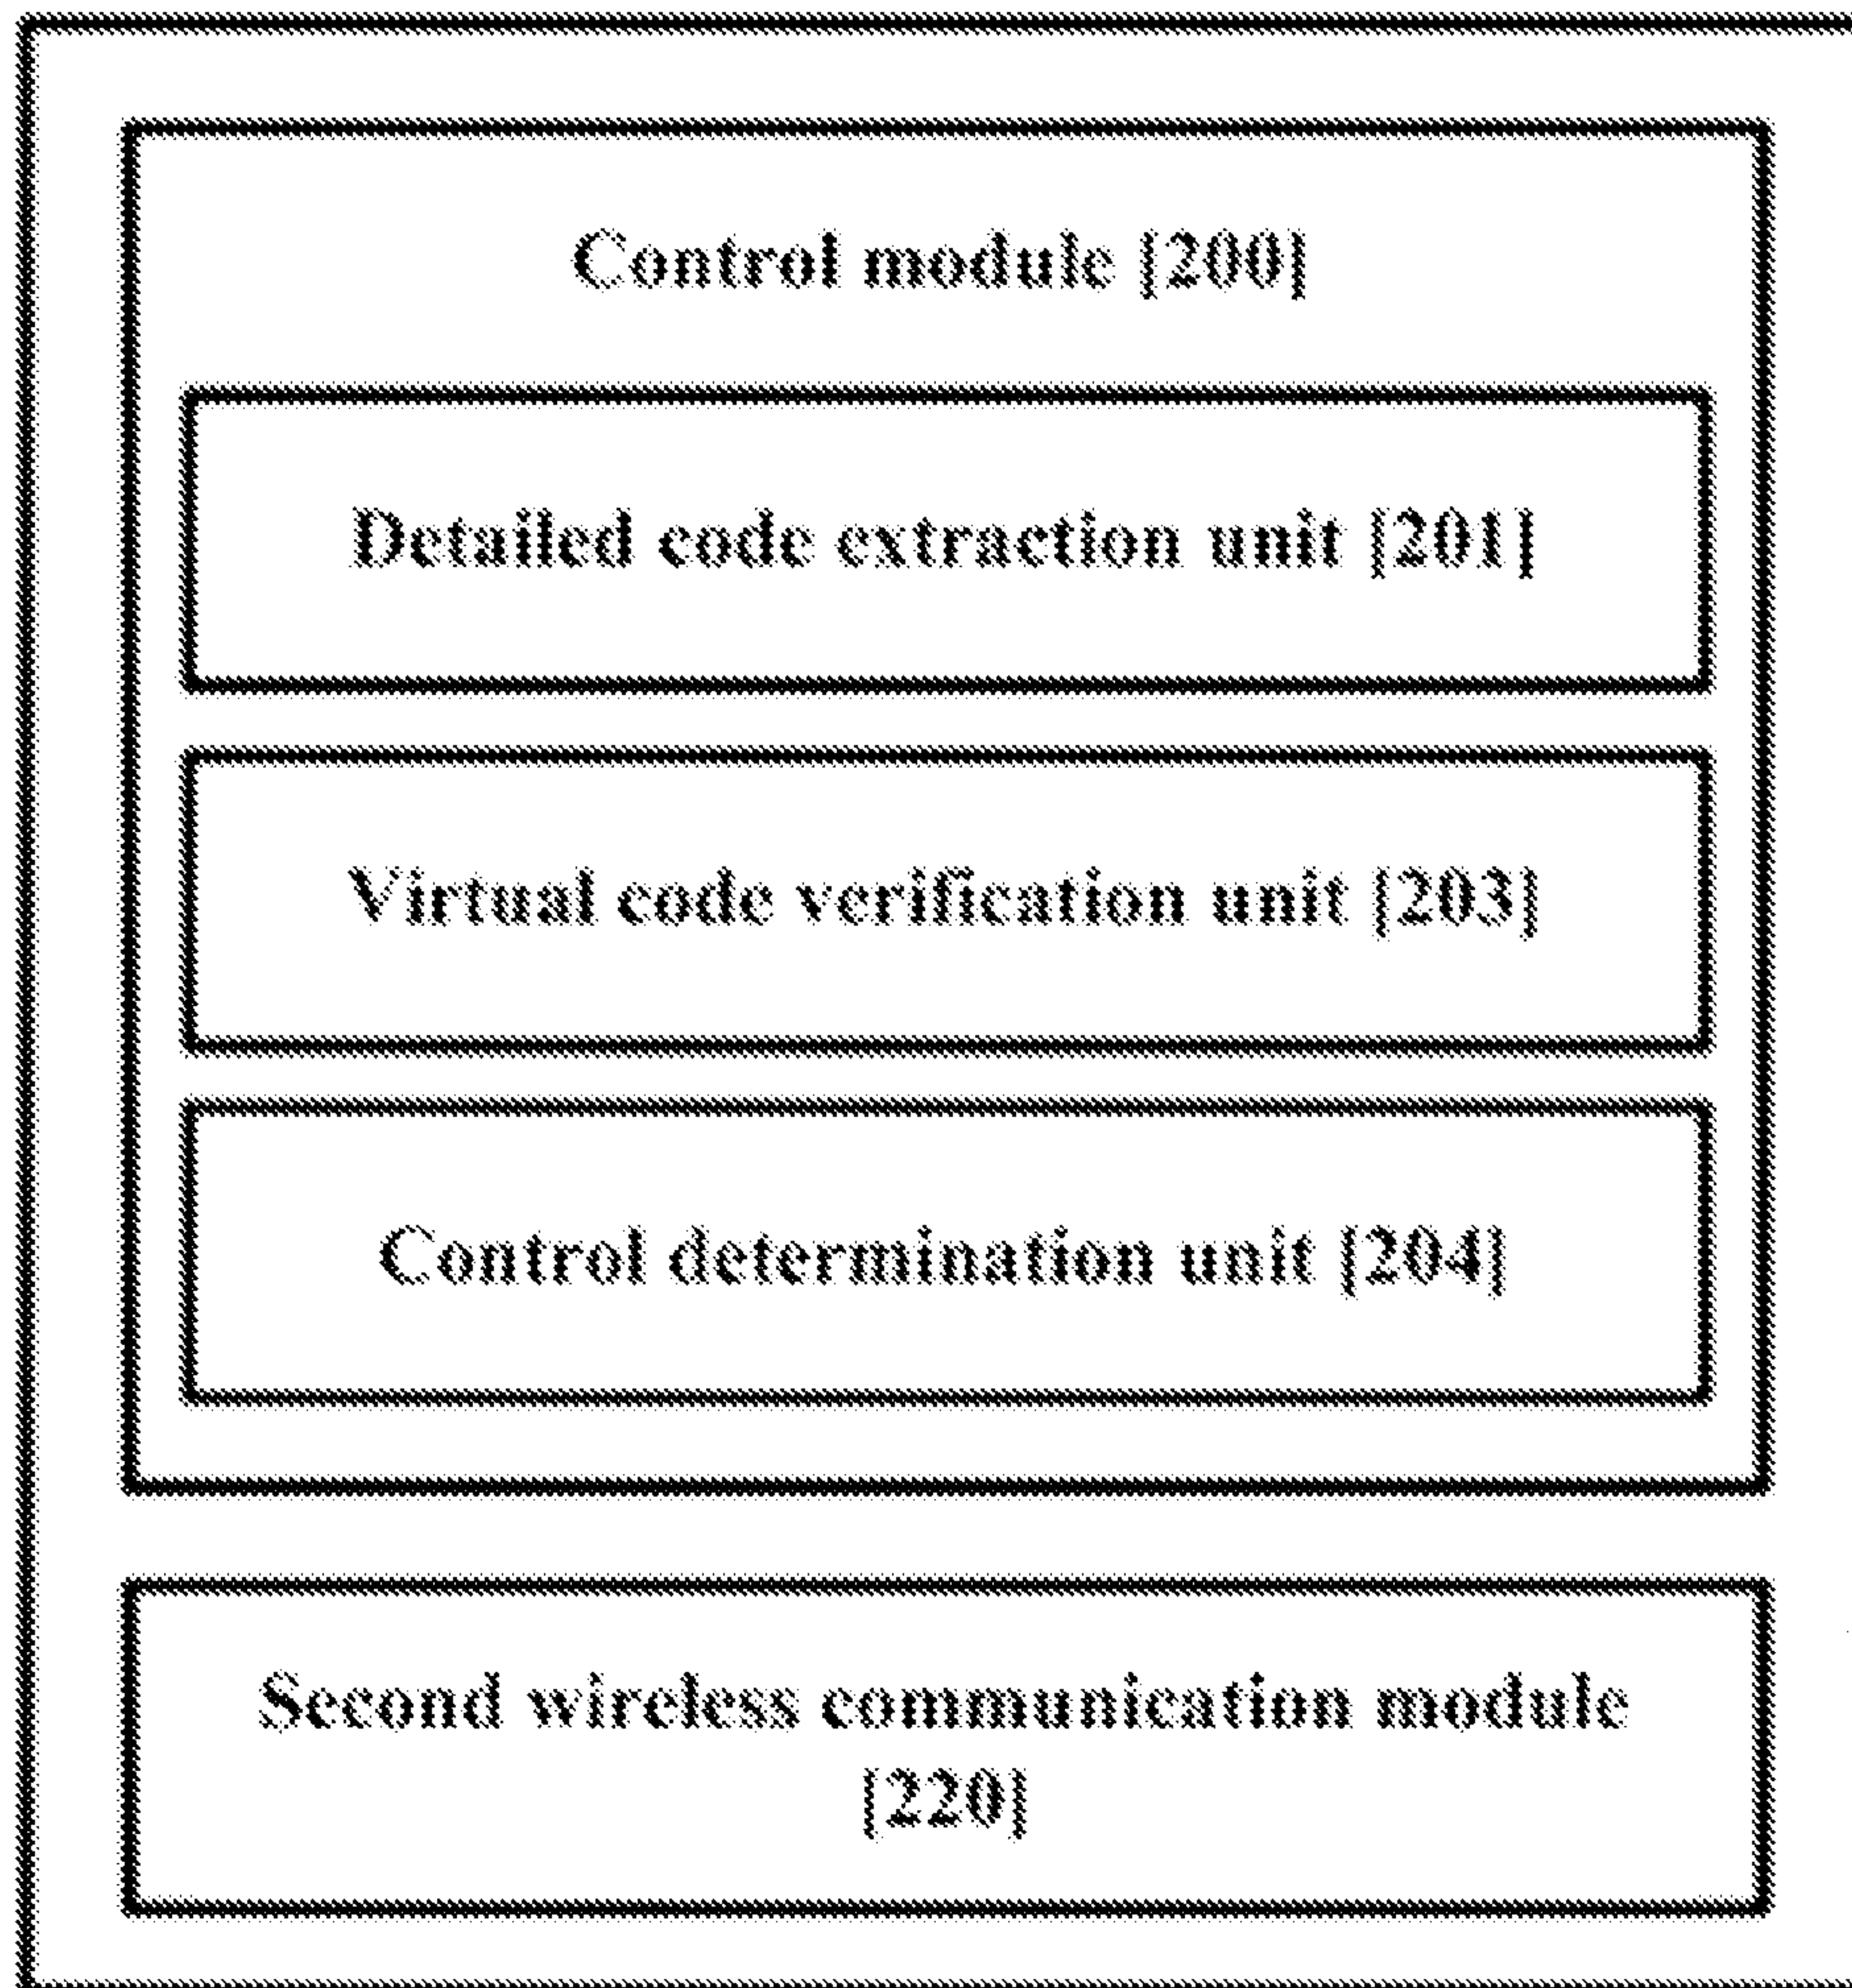 Control module [200]
Detailed code extraction unit [201]
Virtual code verification unit [203]
Control determination unit [204]
Second wireless communication module
[220]